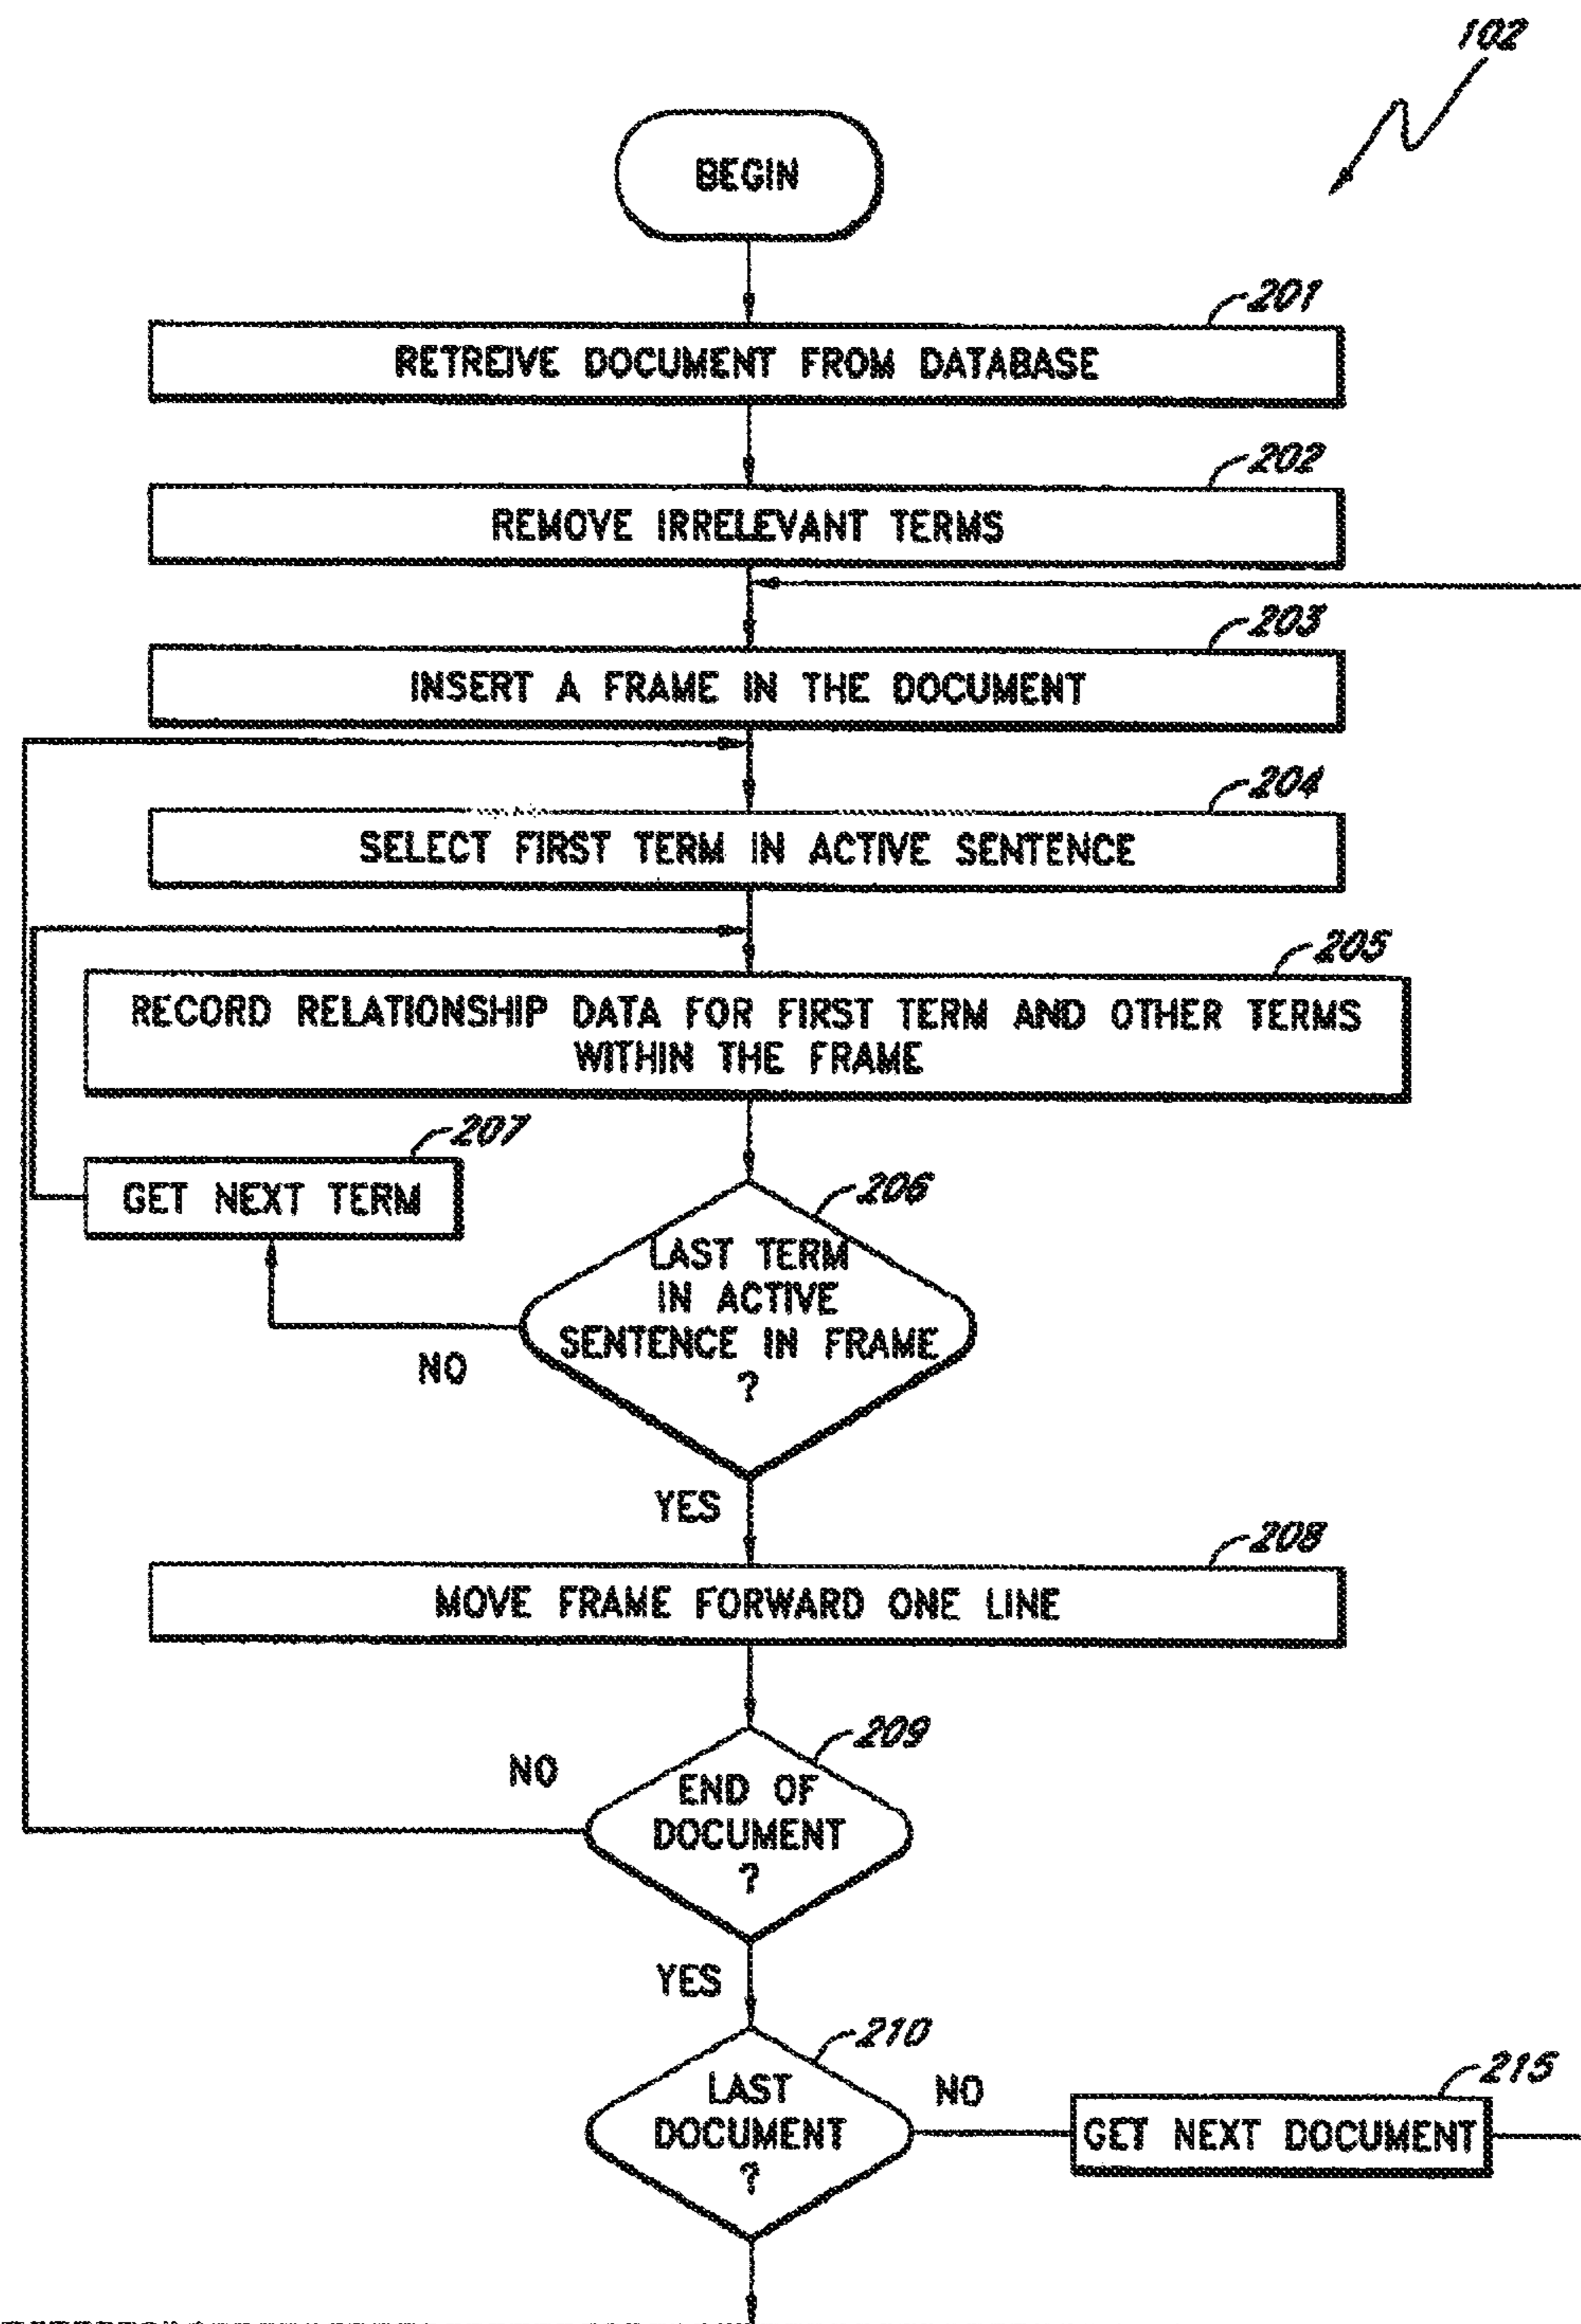 102
BEGIN
201
RETREIVE DOCUMENT FROM DATABASE
202
REMOVE IRRELEVANT TERMS
203
INSERT A FRAME IN THE DOCUMENT
204
SELECT FIRST TERM IN ACTIVE SENTENCE
205
RECORD RELATIONSHIP DATA FOR FIRST TERM AND OTHER TERMS
WITHIN THE FRAME
207
GET NEXT TERM
206
LAST TERM
IN ACTIVE
SENTENCE IN FRAME
?
NO
YES
208
MOVE FRAME FORWARD ONE LINE
209
NO
END OF
DOCUMENT
?
YES
210
LAST
DOCUMENT
?
NO
215
GET NEXT DOCUMENT